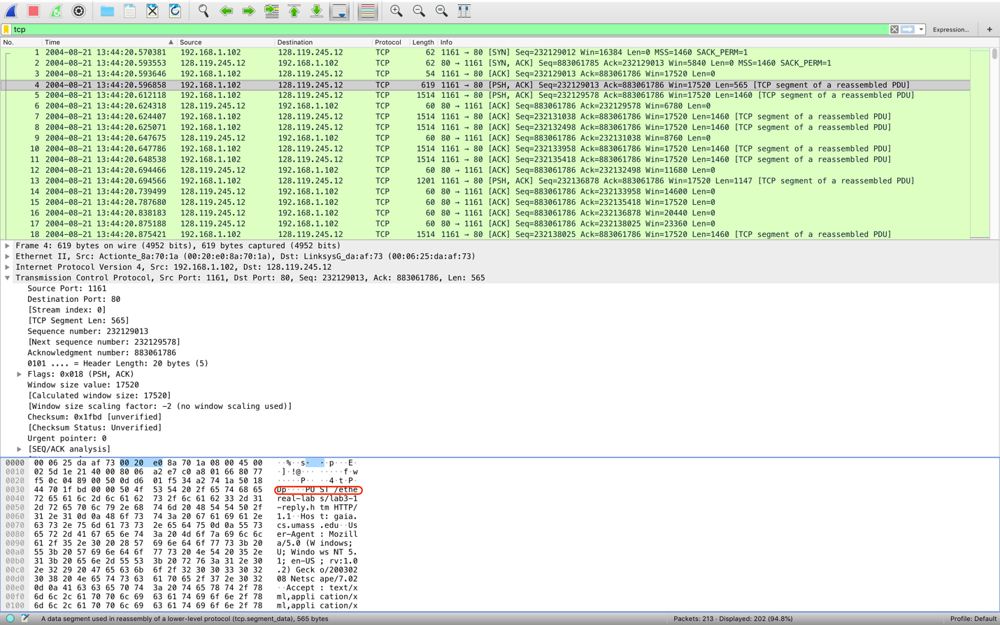 tcp
Expression...
+
No. Time Source Destination Protocol Length Info
1 2004-08-21 13:44:20.570381 192.168.1.102 128.119.245.12 TCP 62 1161 → 80 [SYN] Seq=232129012 Win=16384 Len=0 MSS=1460 SACK_PERM=1
2 2004-08-21 13:44:20.593553 128.119.245.12 192.168.1.102 TCP 62 80 → 1161 [SYN, ACK] Seq=883061785 Ack=232129013 Win=5840 Len=0 MSS=1460 SACK_PERM=1
3 2004-08-21 13:44:20.593646 192.168.1.102 128.119.245.12 TCP 54 1161 → 80 [ACK] Seq=232129013 Ack=883061786 Win=17520 Len=0
4 2004-08-21 13:44:20.596858 192.168.1.102 128.119.245.12 TCP 619 1161 → 80 [PSH, ACK] Seq=232129013 Ack=883061786 Win=17520 Len=565 [TCP segment of a reassembled PDU]
5 2004-08-21 13:44:20.612118 192.168.1.102 128.119.245.12 TCP 1514 1161 → 80 [PSH, ACK] Seq=232129578 Ack=883061786 Win=17520 Len=1460 [TCP segment of a reassembled PDU]
6 2004-08-21 13:44:20.624318 128.119.245.12 192.168.1.102 TCP 60 80 → 1161 [ACK] Seq=883061786 Ack=232129578 Win=6780 Len=0
7 2004-08-21 13:44:20.624407 192.168.1.102 128.119.245.12 TCP 1514 1161 → 80 [ACK] Seq=232131038 Ack=883061786 Win=17520 Len=1460 [TCP segment of a reassembled PDU]
8 2004-08-21 13:44:20.625071 192.168.1.102 128.119.245.12 TCP 1514 1161 → 80 [ACK] Seq=232132498 Ack=883061786 Win=17520 Len=1460 [TCP segment of a reassembled PDU]
9 2004-08-21 13:44:20.647675 128.119.245.12 192.168.1.102 TCP 60 80 → 1161 [ACK] Seq=883061786 Ack=232131038 Win=8760 Len=0
10 2004-08-21 13:44:20.647786 192.168.1.102 128.119.245.12 TCP 1514 1161 → 80 [ACK] Seq=232133958 Ack=883061786 Win=17520 Len=1460 [TCP segment of a reassembled PDU]
11 2004-08-21 13:44:20.648538 192.168.1.102 128.119.245.12 TCP 1514 1161 → 80 [ACK] Seq=232135418 Ack=883061786 Win=17520 Len=1460 [TCP segment of a reassembled PDU]
12 2004-08-21 13:44:20.694466 128.119.245.12 192.168.1.102 TCP 60 80 → 1161 [ACK] Seq=883061786 Ack=232132498 Win=11680 Len=0
13 2004-08-21 13:44:20.694566 192.168.1.102 128.119.245.12 TCP 1201 1161 → 80 [PSH, ACK] Seq=232136878 Ack=883061786 Win=17520 Len=1147 [TCP segment of a reassembled PDU]
14 2004-08-21 13:44:20.739499 128.119.245.12 192.168.1.102 TCP 60 80 → 1161 [ACK] Seq=883061786 Ack=232133958 Win=14600 Len=0
15 2004-08-21 13:44:20.787680 128.119.245.12 192.168.1.102 TCP 60 80 → 1161 [ACK] Seq=883061786 Ack=232135418 Win=17520 Len=0
16 2004-08-21 13:44:20.838183 128.119.245.12 192.168.1.102 TCP 60 80 → 1161 [ACK] Seq=883061786 Ack=232136878 Win=20440 Len=0
17 2004-08-21 13:44:20.875188 128.119.245.12 192.168.1.102 TCP 60 80 → 1161 [ACK] Seq=883061786 Ack=232138025 Win=23360 Len=0
18 2004-08-21 13:44:20.875421 192.168.1.102 128.119.245.12 TCP 1514 1161 → 80 [ACK] Seq=232138025 Ack=883061786 Win=17520 Len=1460 [TCP segment of a reassembled PDU]
Frame 4: 619 bytes on wire (4952 bits), 619 bytes captured (4952 bits)
Ethernet II, Src: Actionte_8a:70:1a (00:20:e0:8a:70:1a), Dst: LinksysG_da:af:73 (00:06:25:da:af:73)
Internet Protocol Version 4, Src: 192.168.1.102, Dst: 128.119.245.12
Transmission Control Protocol, Src Port: 1161, Dst Port: 80, Seq: 232129013, Ack: 883061786, Len: 565
Source Port: 1161
Destination Port: 80
[Stream index: 0]
[TCP Segment Len: 565]
Sequence number: 232129013
[Next sequence number: 232129578]
Acknowledgment number: 883061786
0101 .... = Header Length: 20 bytes (5)
Flags: 0x018 (PSH, ACK)
Window size value: 17520
[Calculated window size: 17520]
[Window size scaling factor: -2 (no window scaling used)]
Checksum: 0x1fbd [unverified]
[Checksum Status: Unverified]
Urgent pointer: 0
[SEQ/ACK analysis]
0000 00 06 25 da af 73 00 20 e0 8a 70 1a 08 00 45 00 ··%··s· ··p···E·
0010 02 5d 1e 21 40 00 80 06 a2 e7 c0 a8 01 66 80 77 ·]·!@··· ·····f·w
0020 f5 0c 04 89 00 50 0d d6 01 f5 34 a2 74 1a 50 18 ·····P·· ··4·t·P·
0030 44 70 1f bd 00 00 50 4f 53 54 20 2f 65 74 68 65 Dp····PO ST /ethe
0040 72 65 61 6c 2d 6c 61 62 73 2f 6c 61 62 33 2d 31 real-lab s/lab3-1
0050 2d 72 65 70 6c 79 2e 68 74 6d 20 48 54 54 50 2f -reply.h tm HTTP/
0060 31 2e 31 0d 0a 48 6f 73 74 3a 20 67 61 69 61 2e 1.1··Hos t: gaia.
0070 63 73 2e 75 6d 61 73 73 2e 65 64 75 0d 0a 55 73 cs.umass .edu··Us
0080 65 72 2d 41 67 65 6e 74 3a 20 4d 6f 7a 69 6c 6c er-Agent : Mozill
0090 61 2f 35 2e 30 20 28 57 69 6e 64 6f 77 73 3b 20 a/5.0 (W indows;
00a0 55 3b 20 57 69 6e 64 6f 77 73 20 4e 54 20 35 2e U; Windo ws NT 5.
00b0 31 3b 20 65 6e 2d 55 53 3b 20 72 76 3a 31 2e 30 1; en-US ; rv:1.0
00c0 2e 32 29 20 47 65 63 6b 6f 2f 32 30 30 33 30 32 .2) Geck o/200302
00d0 30 38 20 4e 65 74 73 63 61 70 65 2f 37 2e 30 32 08 Netsc ape/7.02
00e0 0d 0a 41 63 63 65 70 74 3a 20 74 65 78 74 2f 78 ··Accept : text/x
00f0 6d 6c 2c 61 70 70 6c 69 63 61 74 69 6f 6e 2f 78 ml,appli cation/x
0100 6d 6c 2c 61 70 70 6c 69 63 61 74 69 6f 6e 2f 78 ml,appli cation/x
A data segment used in reassembly of a lower-level protocol (tcp.segment_data), 565 bytes
Packets: 213 · Displayed: 202 (94.8%)
Profile: Default